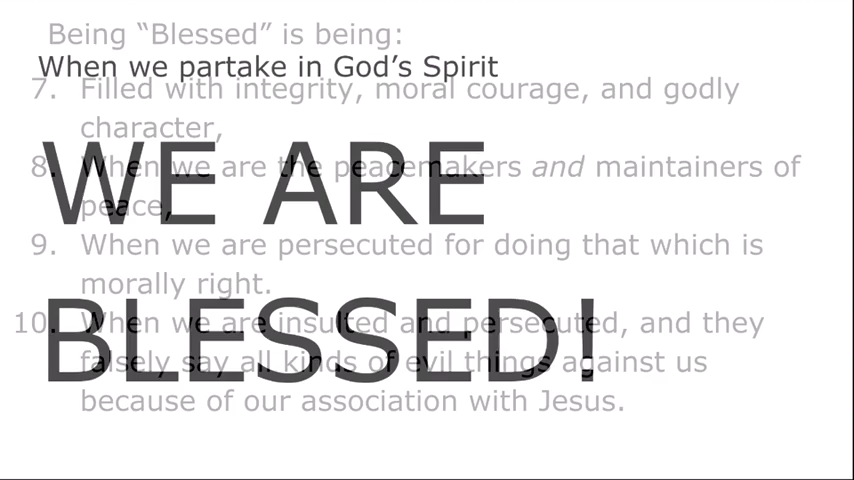 Being “Blessed” is being:
When we partake in God’s Spirit
7. Filled with integrity, moral courage, and godly
character,
WE ARE
8. When we are the peacemakers and maintainers of
peace,
9. When we are persecuted for doing that which is
morally right.
BLESSED!
10. When we are insulted and persecuted, and they
falsely say all kinds of evil things against us
because of our association with Jesus.